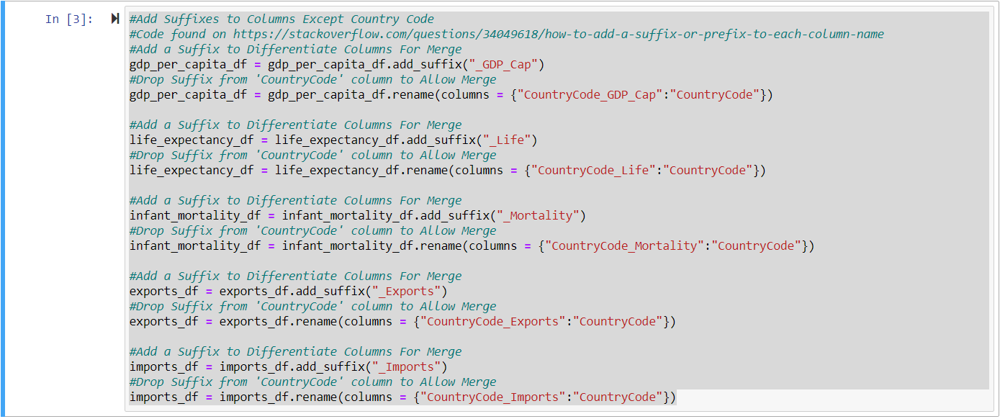 In [3]:
#Add Suffixes to Columns Except Country Code
#Code found on https://stackoverflow.com/questions/34049618/how-to-add-a-suffix-or-prefix-to-each-column-name
#Add a Suffix to Differentiate Columns For Merge
gdp_per_capita_df = gdp_per_capita_df.add_suffix("_GDP_Cap")
#Drop Suffix from 'CountryCode' column to Allow Merge
gdp_per_capita_df = gdp_per_capita_df.rename(columns = {"CountryCode_GDP_Cap":"CountryCode"})

#Add a Suffix to Differentiate Columns For Merge
life_expectancy_df = life_expectancy_df.add_suffix("_Life")
#Drop Suffix from 'CountryCode' column to Allow Merge
life_expectancy_df = life_expectancy_df.rename(columns = {"CountryCode_Life":"CountryCode"})

#Add a Suffix to Differentiate Columns For Merge
infant_mortality_df = infant_mortality_df.add_suffix("_Mortality")
#Drop Suffix from 'CountryCode' column to Allow Merge
infant_mortality_df = infant_mortality_df.rename(columns = {"CountryCode_Mortality":"CountryCode"})

#Add a Suffix to Differentiate Columns For Merge
exports_df = exports_df.add_suffix("_Exports")
#Drop Suffix from 'CountryCode' column to Allow Merge
exports_df = exports_df.rename(columns = {"CountryCode_Exports":"CountryCode"})

#Add a Suffix to Differentiate Columns For Merge
imports_df = imports_df.add_suffix("_Imports")
#Drop Suffix from 'CountryCode' column to Allow Merge
imports_df = imports_df.rename(columns = {"CountryCode_Imports":"CountryCode"})